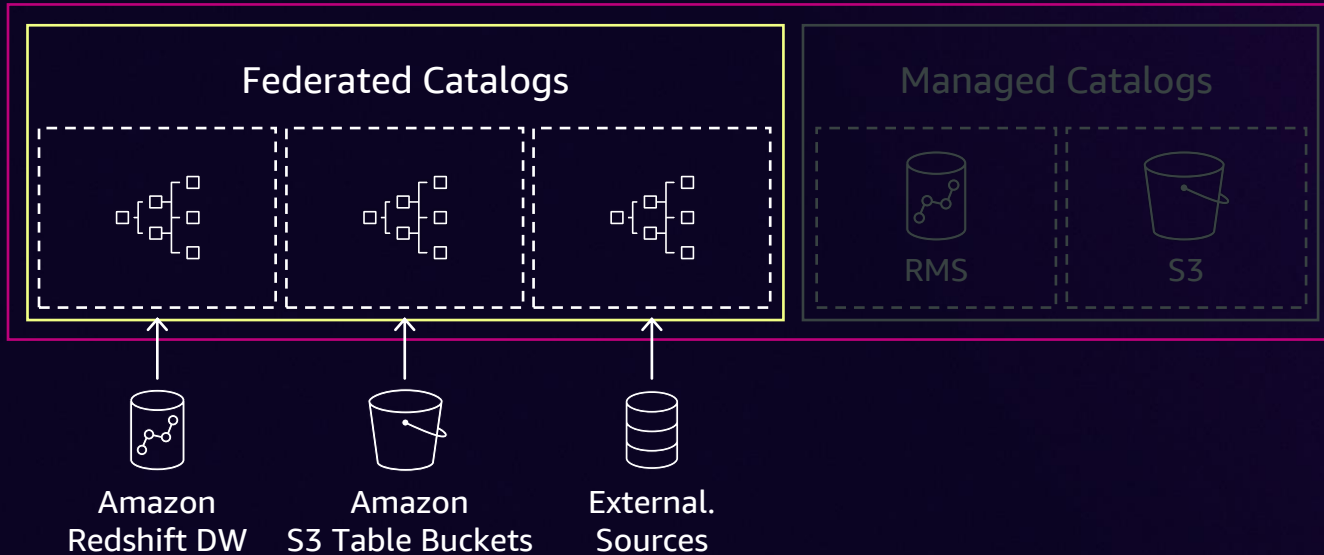 Federated Catalogs
Managed Catalogs
RMS
S3
Amazon
Redshift DW
Amazon
S3 Table Buckets
External.
Sources